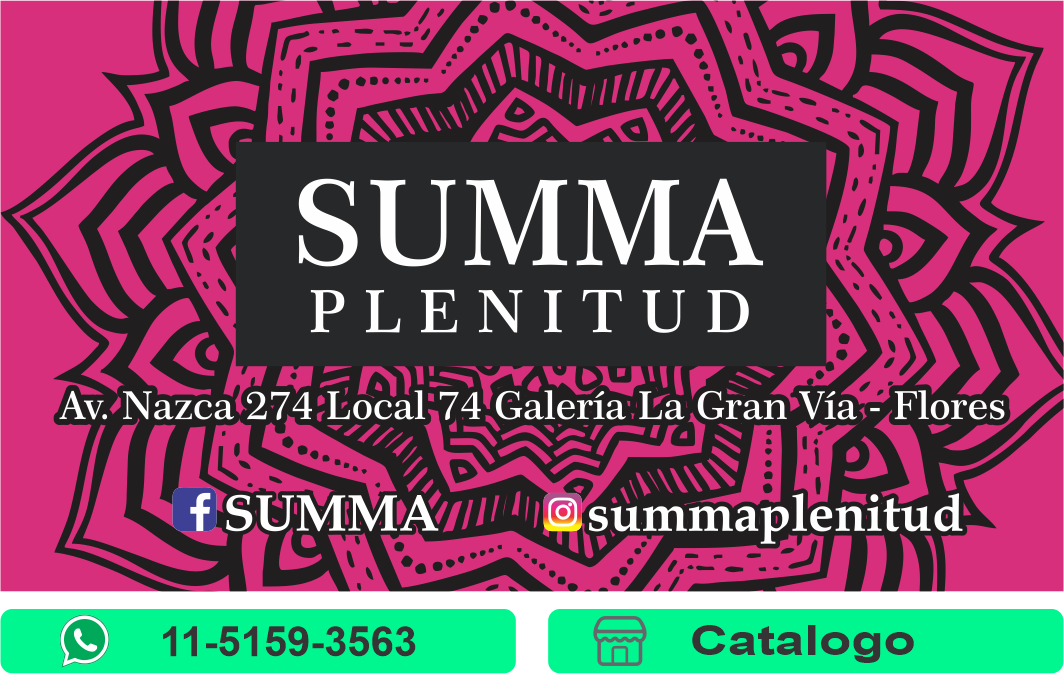 SUMMA
PLENITUD
Av. Nazca 274 Local 74 Galería La Gran Vía - Flores
SUMMA
summaplenitud
11-5159-3563
Catalogo